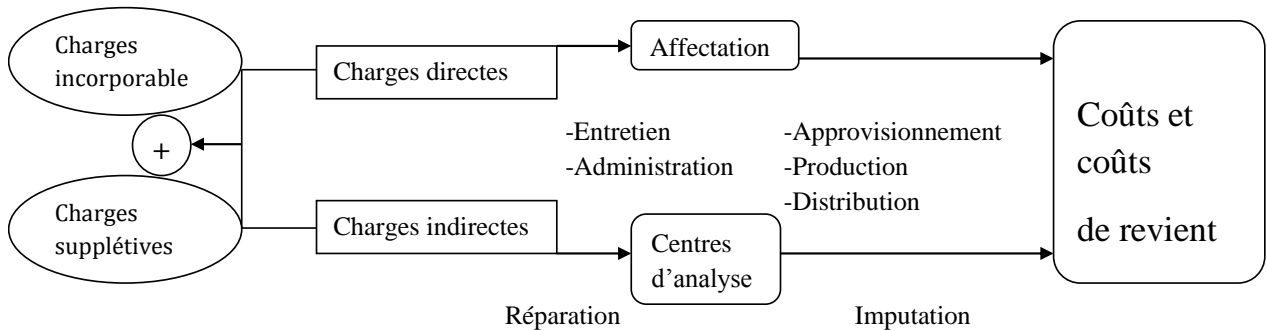 Charges
incorporable
+
Charges
supplétives
Charges directes
Affectation
-Entretien
-Administration
-Approvisionnement
-Production
-Distribution
Charges indirectes
Centres
d’analyse
Réparation
Imputation
Coûts et
coûts
de revient